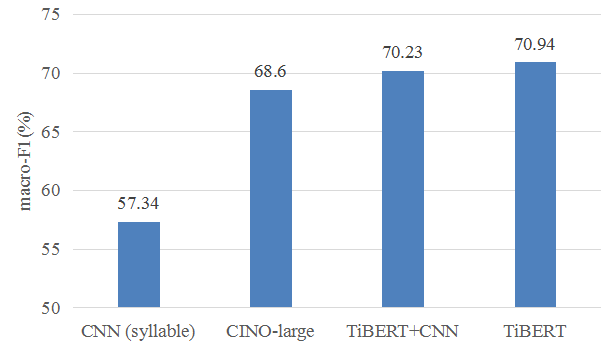 75
70
65
60
55
50
macro-F1 (%)
57.34
68.6
70.23
70.94
CNN (syllable)
CINO-large
TiBERT+CNN
TiBERT